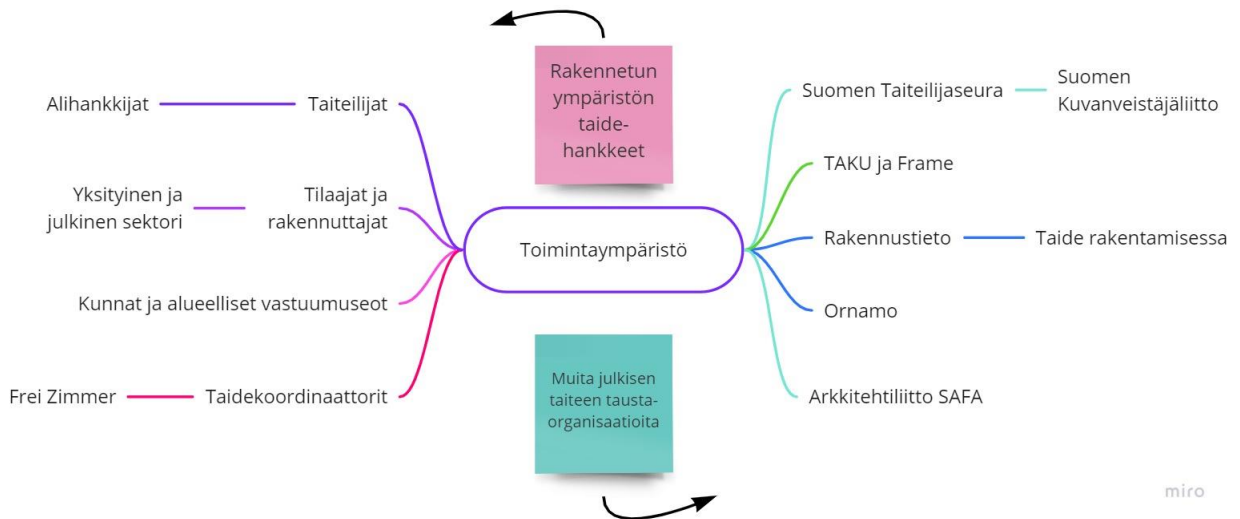 Rakennetun
ympäristön
taide-
hankkeet
Alihankkijat
Taiteilijat
Yksityinen ja
julkinen sektori
Tilaajat ja
rakennuttajat
Kunnat ja alueelliset vastuumuseot
Frei Zimmer
Taidekoordinaattorit
Toimintaympäristö
Suomen Taiteilijaseura
Suomen
Kuvanveistäjäliitto
TAKU ja Frame
Rakennustieto
Taide rakentamisessa
Ornamo
Arkkitehtiliitto SAFA
Muita julkisen
taiteen tausta-
organisaatioita
miro